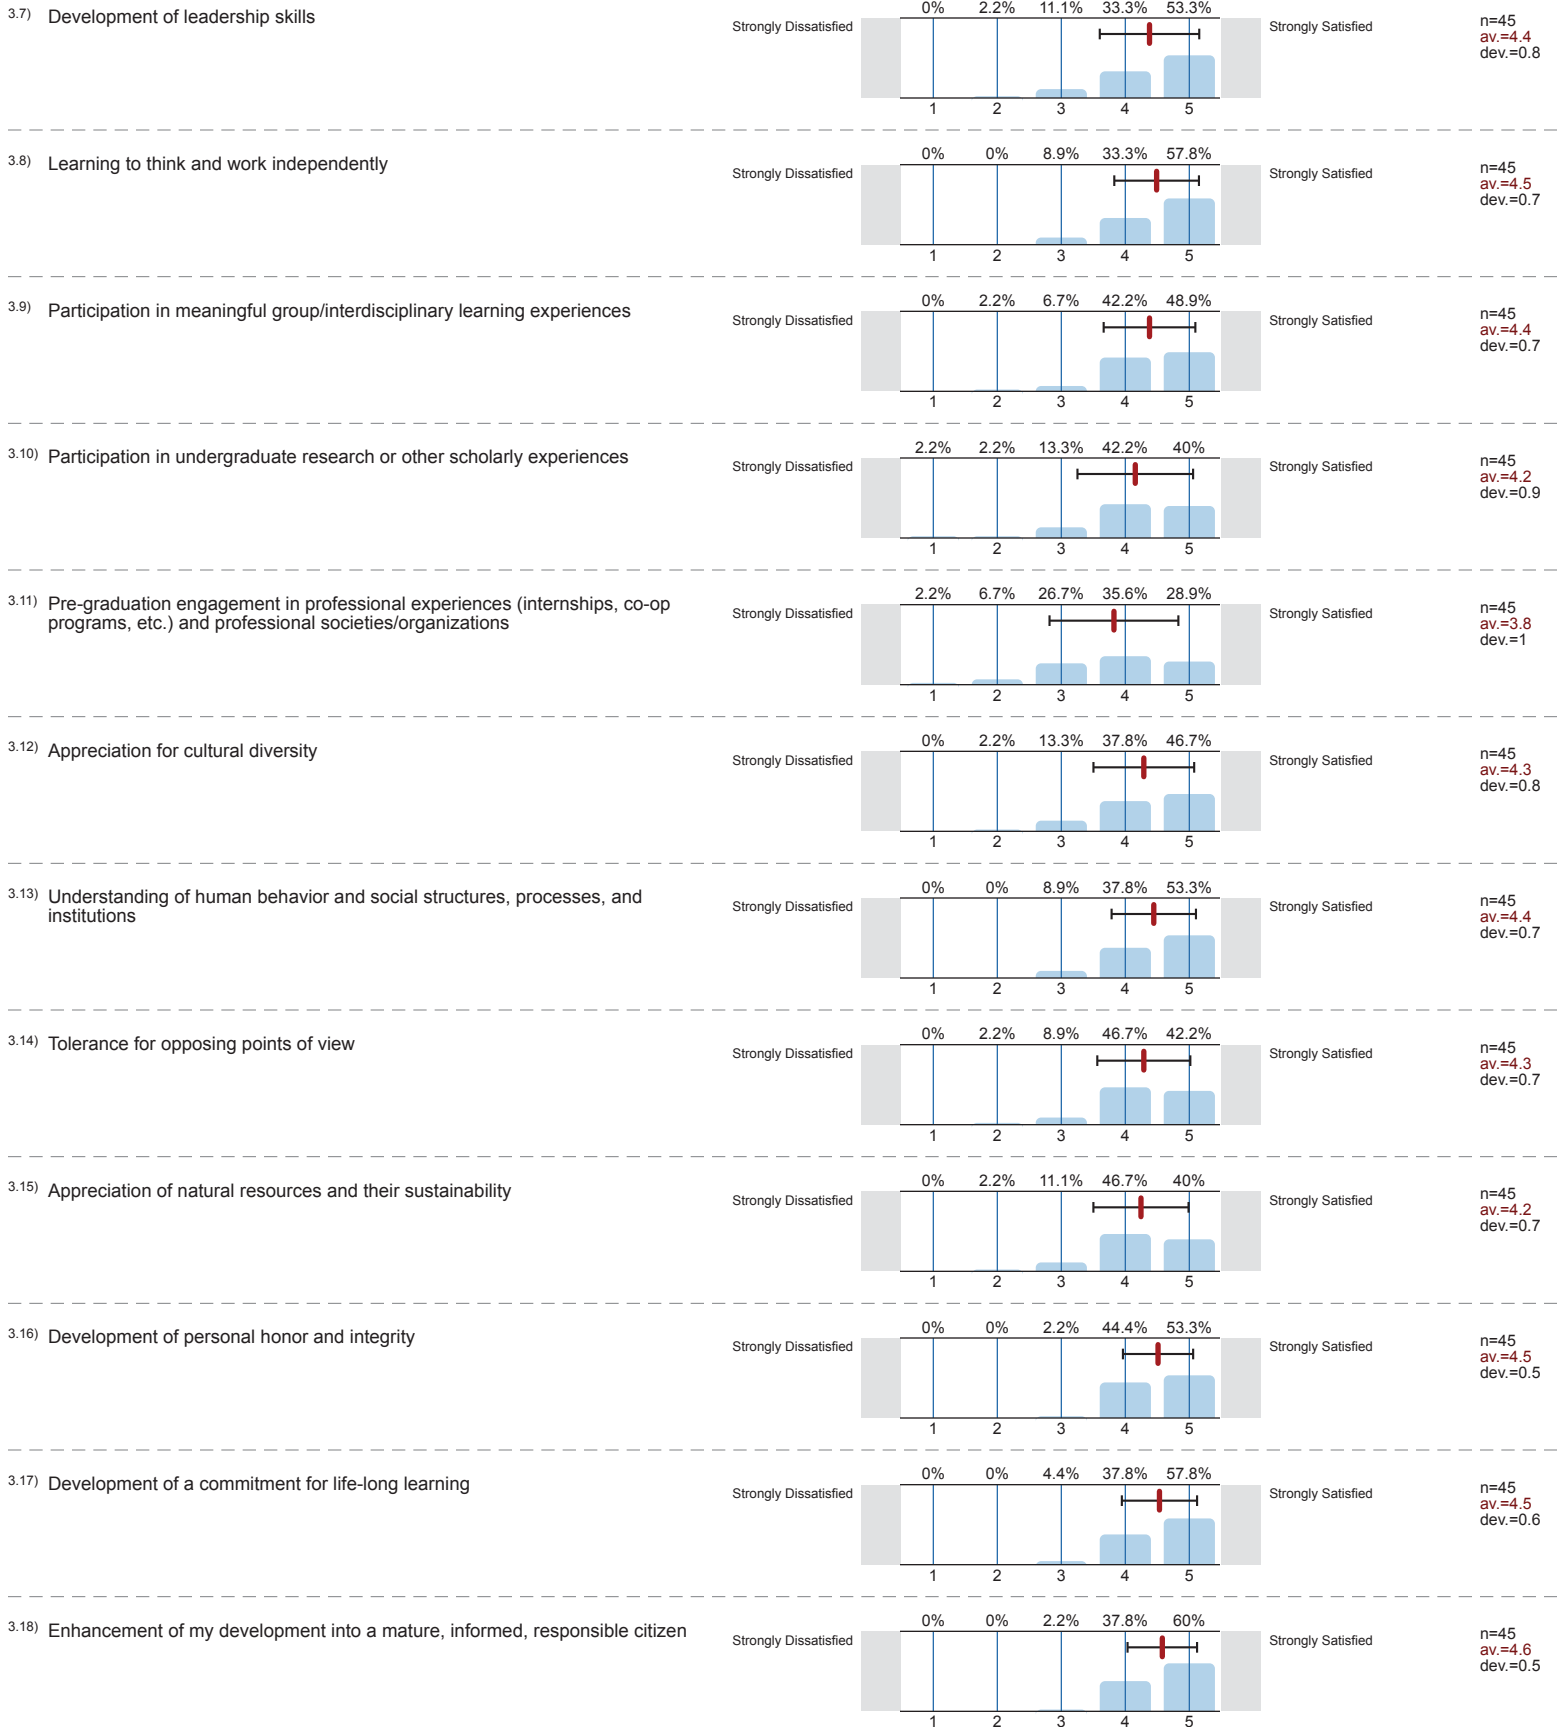 3.7) Development of leadership skills
0% 2.2% 11.1% 33.3% 53.3%
Strongly Dissatisfied Strongly Satisfied
n=45
av.=4.4
dev.=0.8
1 2 3 4 5
3.8) Learning to think and work independently
0% 0% 8.9% 33.3% 57.8%
Strongly Dissatisfied Strongly Satisfied
n=45
av.=4.5
dev.=0.7
1 2 3 4 5
3.9) Participation in meaningful group/interdisciplinary learning experiences
0% 2.2% 6.7% 42.2% 48.9%
Strongly Dissatisfied Strongly Satisfied
n=45
av.=4.4
dev.=0.7
1 2 3 4 5
3.10) Participation in undergraduate research or other scholarly experiences
2.2% 2.2% 13.3% 42.2% 40%
Strongly Dissatisfied Strongly Satisfied
n=45
av.=4.2
dev.=0.9
1 2 3 4 5
3.11) Pre-graduation engagement in professional experiences (internships, co-op
programs, etc.) and professional societies/organizations
2.2% 6.7% 26.7% 35.6% 28.9%
Strongly Dissatisfied Strongly Satisfied
n=45
av.=3.8
dev.=1
1 2 3 4 5
3.12) Appreciation for cultural diversity
0% 2.2% 13.3% 37.8% 46.7%
Strongly Dissatisfied Strongly Satisfied
n=45
av.=4.3
dev.=0.8
1 2 3 4 5
3.13) Understanding of human behavior and social structures, processes, and
institutions
0% 0% 8.9% 37.8% 53.3%
Strongly Dissatisfied Strongly Satisfied
n=45
av.=4.4
dev.=0.7
1 2 3 4 5
3.14) Tolerance for opposing points of view
0% 2.2% 8.9% 46.7% 42.2%
Strongly Dissatisfied Strongly Satisfied
n=45
av.=4.3
dev.=0.7
1 2 3 4 5
3.15) Appreciation of natural resources and their sustainability
0% 2.2% 11.1% 46.7% 40%
Strongly Dissatisfied Strongly Satisfied
n=45
av.=4.2
dev.=0.7
1 2 3 4 5
3.16) Development of personal honor and integrity
0% 0% 2.2% 44.4% 53.3%
Strongly Dissatisfied Strongly Satisfied
n=45
av.=4.5
dev.=0.5
1 2 3 4 5
3.17) Development of a commitment for life-long learning
0% 0% 4.4% 37.8% 57.8%
Strongly Dissatisfied Strongly Satisfied
n=45
av.=4.5
dev.=0.6
1 2 3 4 5
3.18) Enhancement of my development into a mature, informed, responsible citizen
0% 0% 2.2% 37.8% 60%
Strongly Dissatisfied Strongly Satisfied
n=45
av.=4.6
dev.=0.5
1 2 3 4 5